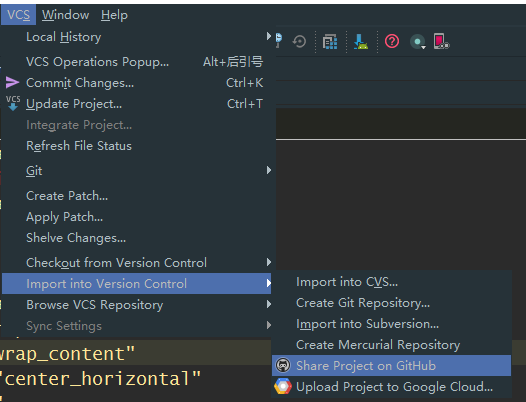 VCS Window Help
Local History
VCS Operations Popup... Alt+后引号
Commit Changes... Ctrl+K
VCS Update Project... Ctrl+T
Integrate Project...
Refresh File Status
Git
Create Patch...
Apply Patch...
Shelve Changes...
Checkout from Version Control
Import into Version Control
Browse VCS Repository
Sync Settings
Import into CVS...
Create Git Repository...
Import into Subversion...
Create Mercurial Repository
Share Project on GitHub
Upload Project to Google Cloud...
wrap_content"
"center_horizontal"